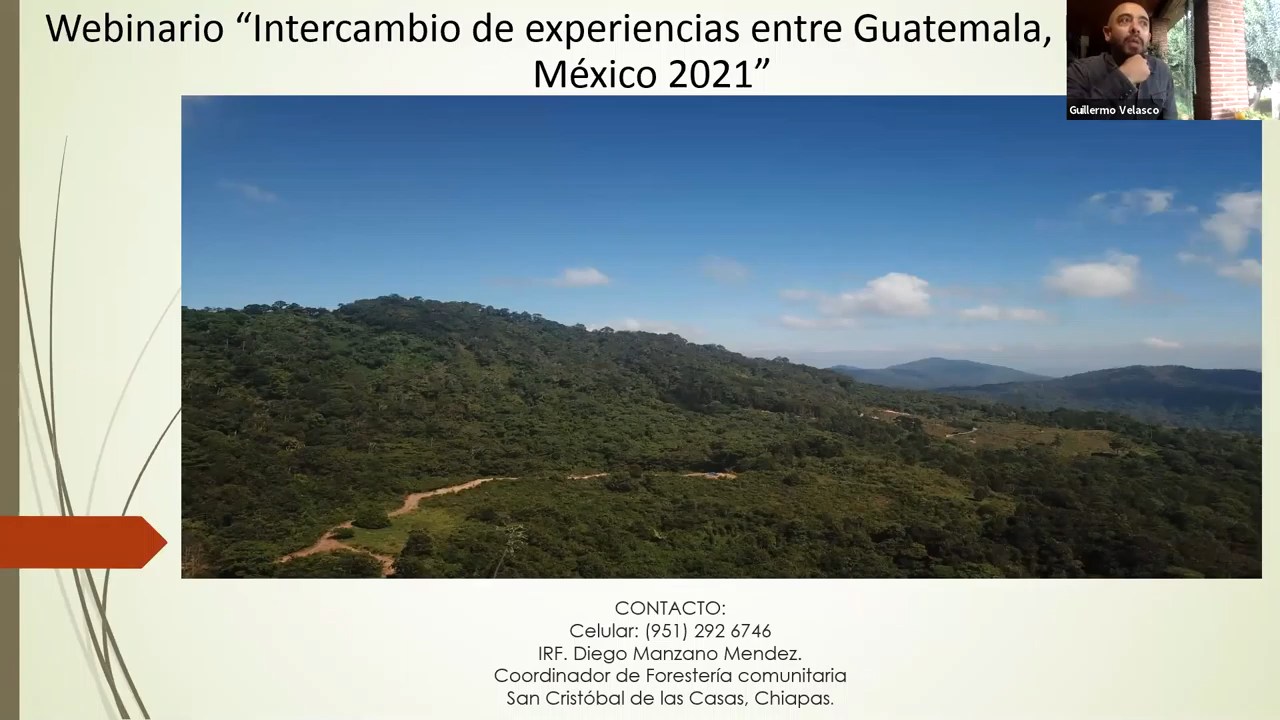 Webinario “Intercambio de experiencias entre Guatemala,
México 2021”
Guillermo Velasco
CONTACTO:
Celular: (951) 292 6746
IRF. Diego Manzano Mendez.
Coordinador de Forestería comunitaria
San Cristóbal de las Casas, Chiapas.